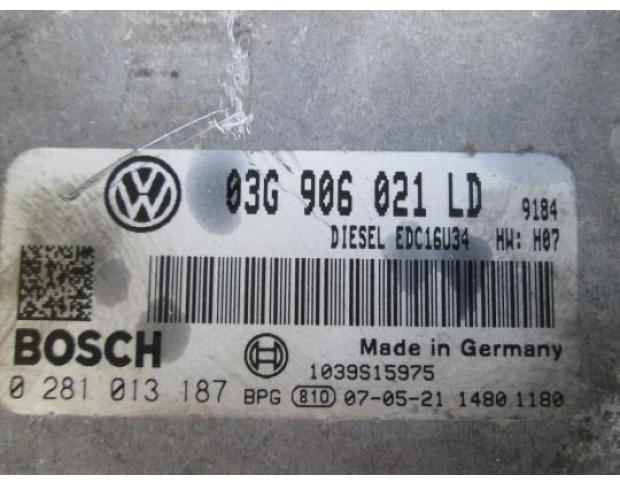 VW 03G 906 021 LD 9184
DIESEL EDC16U34 HW: H07
BOSCH Made in Germany
1039S15975
0 281 013 187 BPG 810 07-05-21 1480 1180